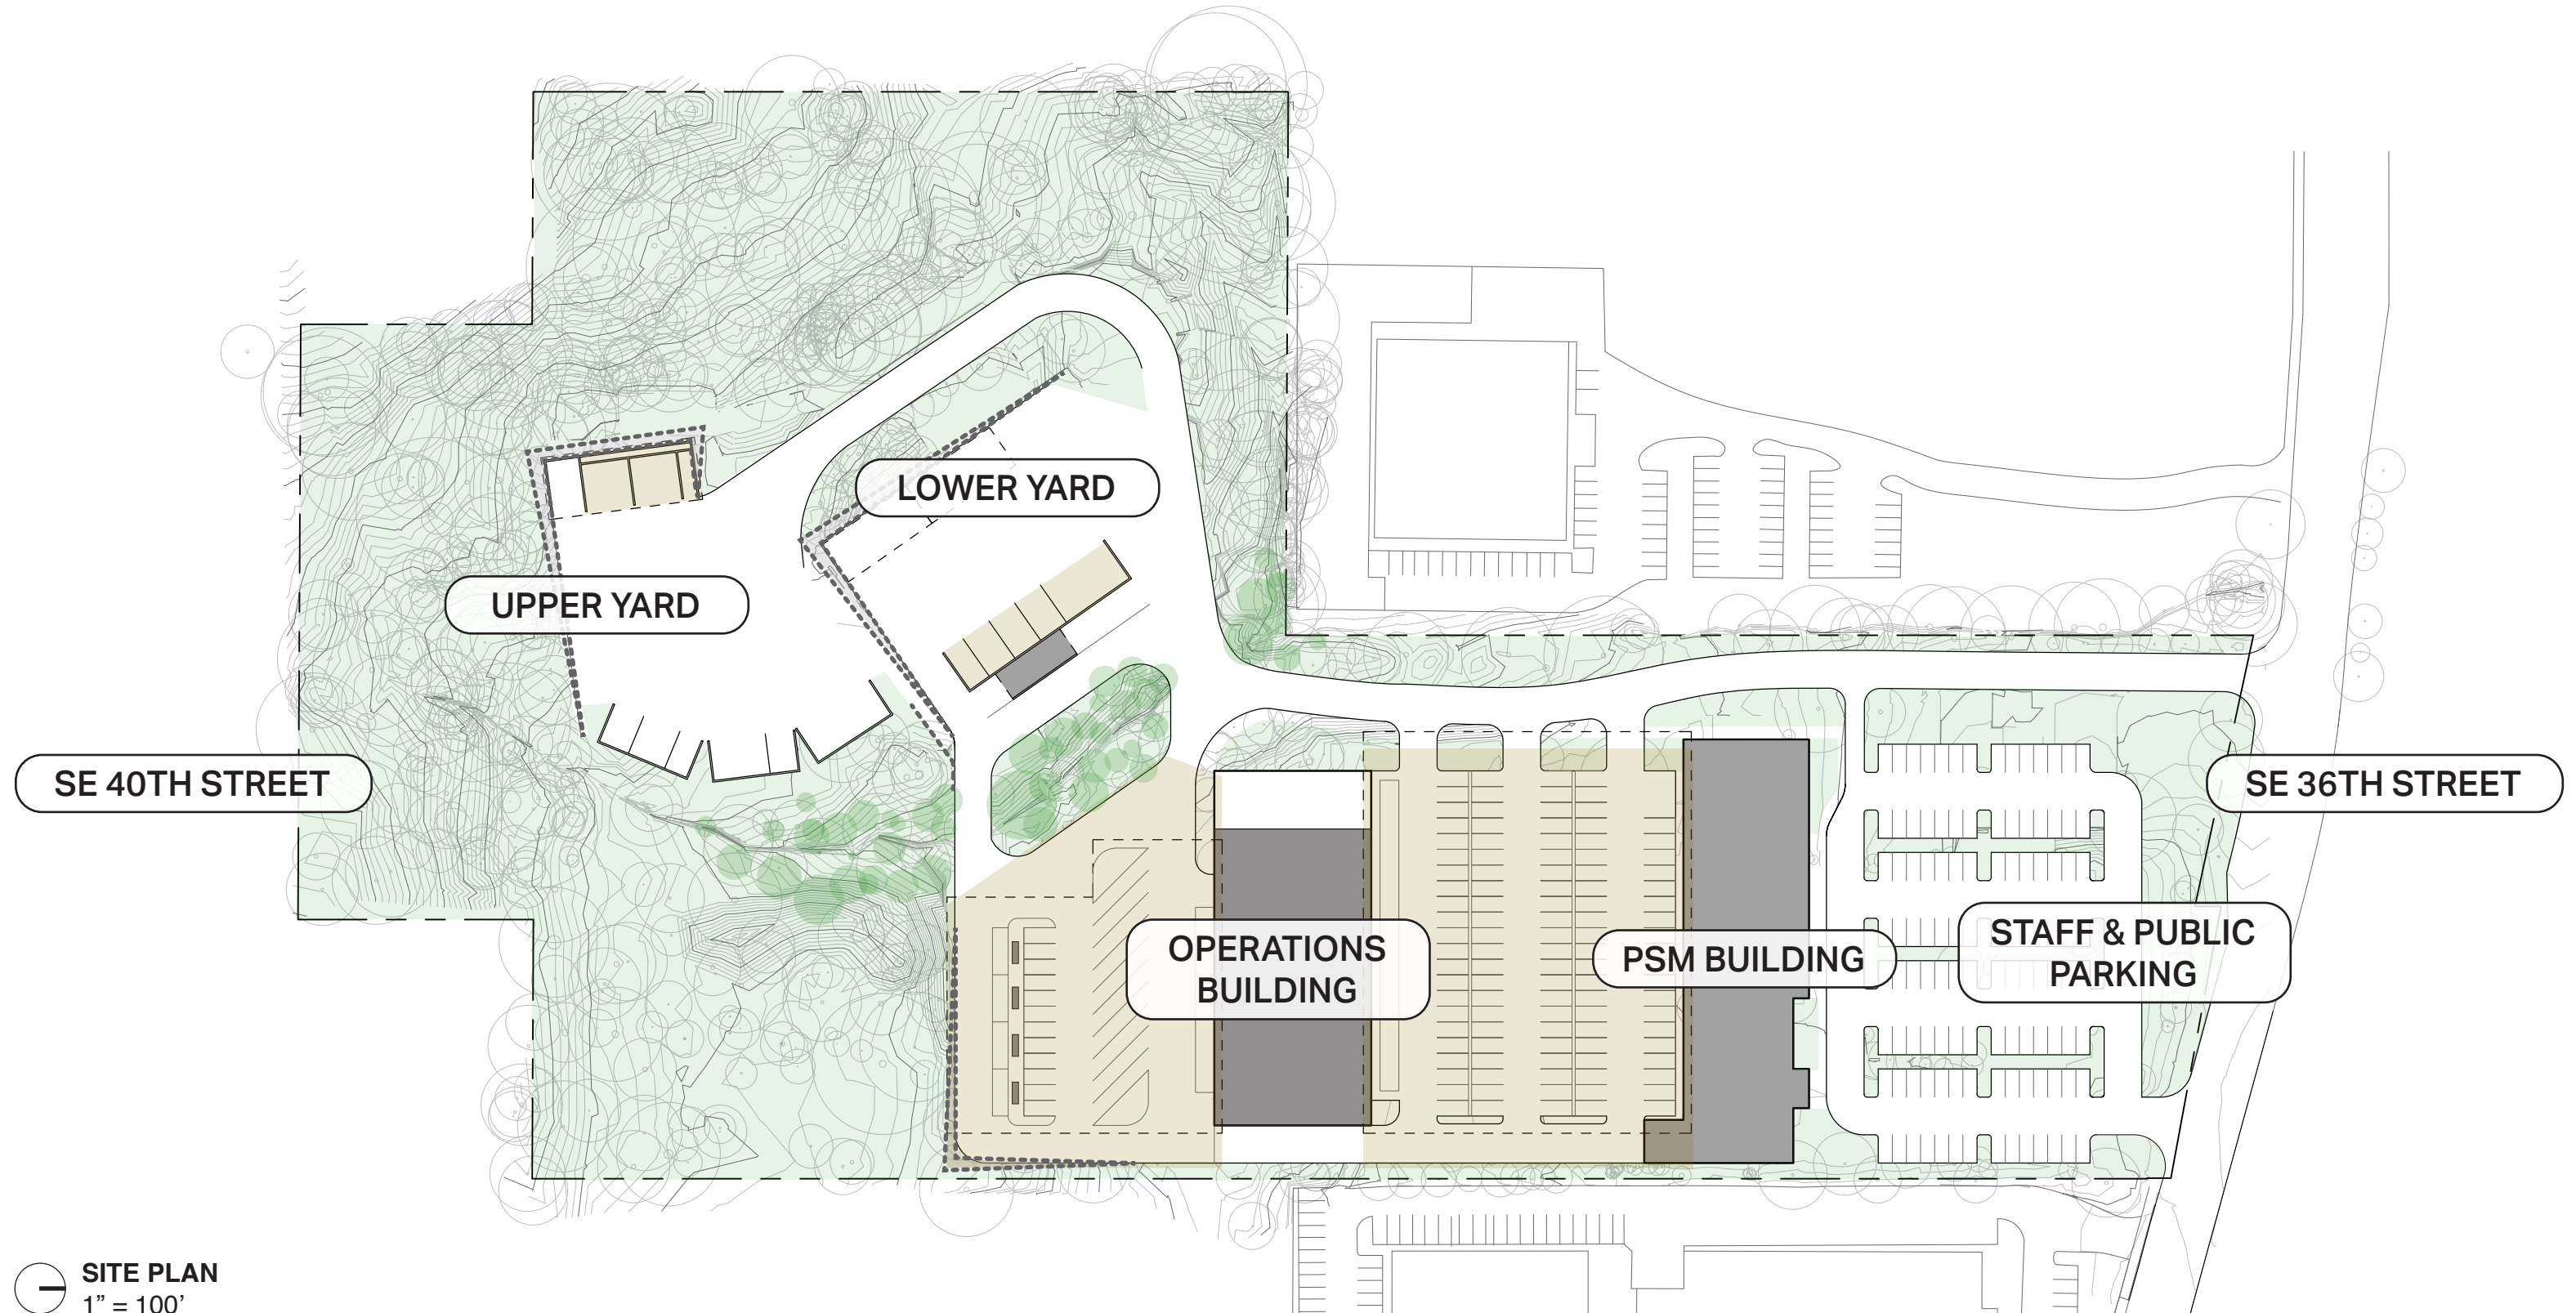 LOWER YARD
UPPER YARD
SE 40TH STREET
SE 36TH STREET
OPERATIONS
BUILDING
PSM BUILDING
STAFF & PUBLIC
PARKING
SITE PLAN
1” = 100’